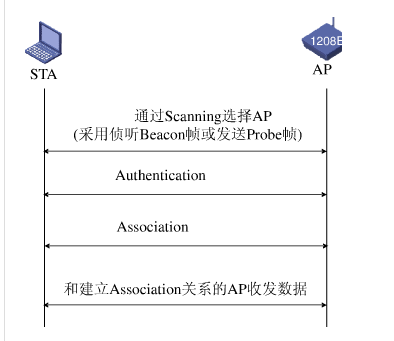 1208E
STA
AP
通过Scanning选择AP
(采用侦听Beacon帧或发送Probe帧)
Authentication
Association
和建立Association关系的AP收发数据